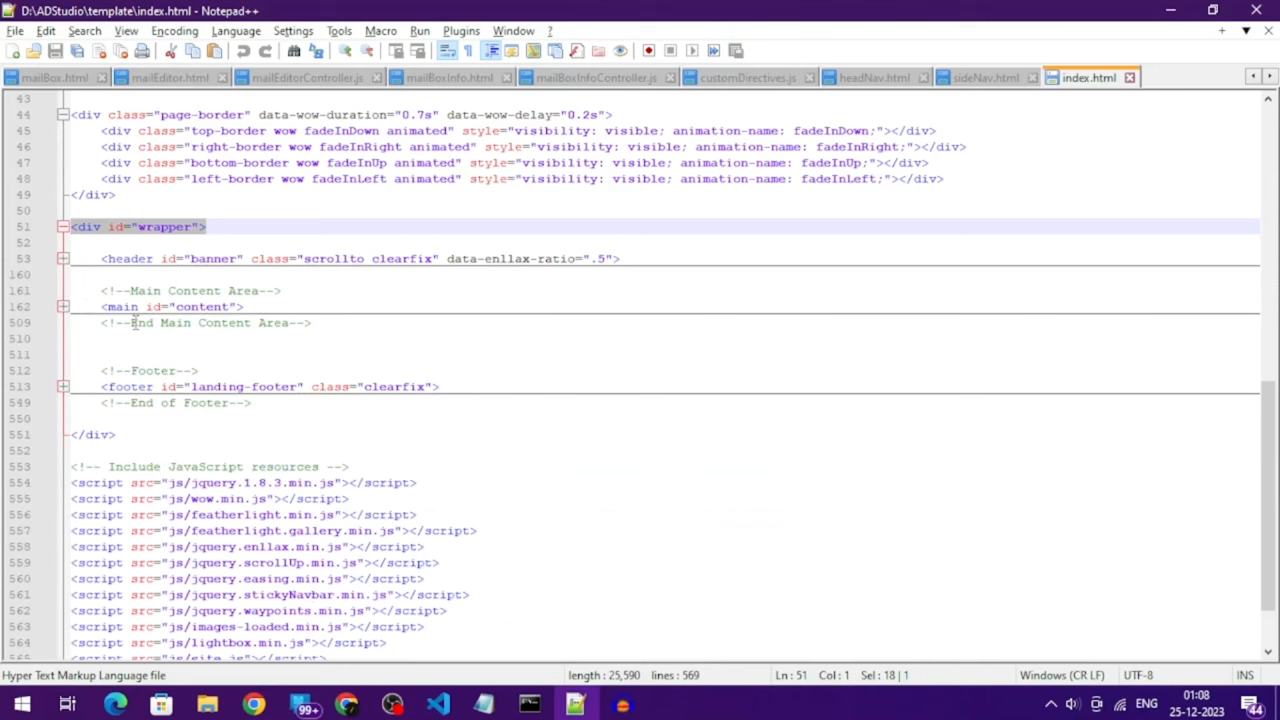 D:\ADStudio\template\index.html - Notepad++
File Edit Search View Encoding Language Settings Tools Macro Run Plugins Window ?
mailBox.html mailEditor.html mailEditorController.js mailBoxInfo.html mailBoxInfoController.js customDirectives.js headNav.html sideNav.html index.html
43
44 <div class="page-border" data-wow-duration="0.7s" data-wow-delay="0.2s">
45 <div class="top-border wow fadeInDown animated" style="visibility: visible; animation-name: fadeInDown;"></div>
46 <div class="right-border wow fadeInRight animated" style="visibility: visible; animation-name: fadeInRight;"></div>
47 <div class="bottom-border wow fadeInUp animated" style="visibility: visible; animation-name: fadeInUp;"></div>
48 <div class="left-border wow fadeInLeft animated" style="visibility: visible; animation-name: fadeInLeft;"></div>
49 </div>
50
51 <div id="wrapper">
52
53 <header id="banner" class="scrollto clearfix" data-enllax-ratio=".5">
160
161 <!--Main Content Area-->
162 <main id="content">
509 <!--End Main Content Area-->
510
511
512 <!--Footer-->
513 <footer id="landing-footer" class="clearfix">
549 <!--End of Footer-->
550
551 </div>
552
553 <!-- Include JavaScript resources -->
554 <script src="js/jquery.1.8.3.min.js"></script>
555 <script src="js/wow.min.js"></script>
556 <script src="js/featherlight.min.js"></script>
557 <script src="js/featherlight.gallery.min.js"></script>
558 <script src="js/jquery.enllax.min.js"></script>
559 <script src="js/jquery.scrollUp.min.js"></script>
560 <script src="js/jquery.easing.min.js"></script>
561 <script src="js/jquery.stickyNavbar.min.js"></script>
562 <script src="js/jquery.waypoints.min.js"></script>
563 <script src="js/images-loaded.min.js"></script>
564 <script src="js/lightbox.min.js"></script>
565 <script src="js/site.js"></script>
Hyper Text Markup Language file length : 25,590 lines : 569 Ln : 51 Col : 1 Sel : 18 | 1 Windows (CR LF) UTF-8 INS
99+ ENG 01:08
25-12-2023 44